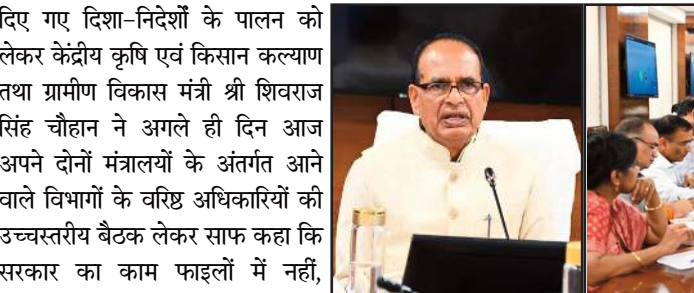 दिए गए दिशा-निर्देशों के पालन को
लेकर केंद्रीय कृषि एवं किसान कल्याण
तथा ग्रामीण विकास मंत्री श्री शिवराज
सिंह चौहान ने अगले ही दिन आज
अपने दोनों मंत्रालयों के अंतर्गत आने
वाले विभागों के वरिष्ठ अधिकारियों की
उच्चस्तरीय बैठक लेकर साफ कहा कि
सरकार का काम फाइलों में नहीं,